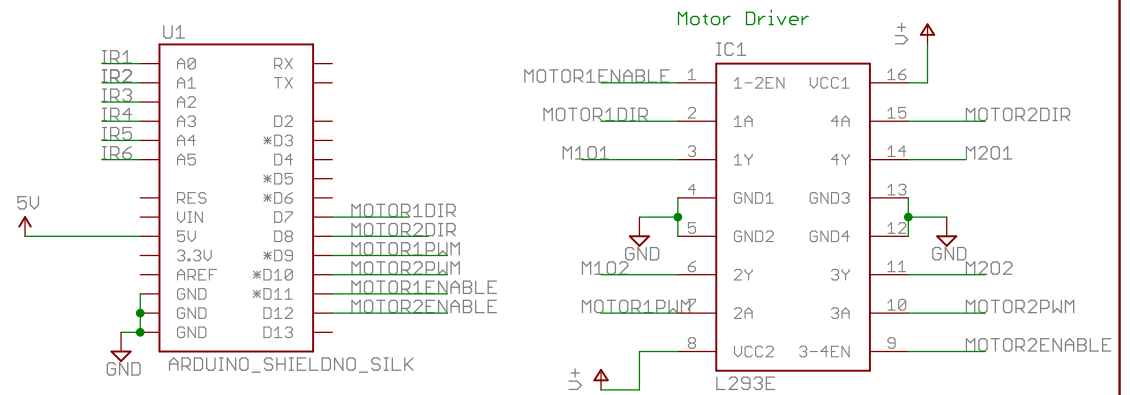 Motor Driver
U1
IR1 A0 RX
IR2 A1 TX
IR3 A2
IR4 A3 D2
IR5 A4 *D3
IR6 A5 D4
*D5
RES *D6
VIN D7 MOTOR1DIR
5V 5V D8 MOTOR2DIR
3.3V *D9 MOTOR1PWM
AREF *D10 MOTOR2PWM
GND *D11 MOTOR1ENABLE
GND D12 MOTOR2ENABLE
GND D13
GND
ARDUINO_SHIELDNO_SILK
IC1
V+
MOTOR1ENABLE 1 1-2EN VCC1 16
MOTOR1DIR 2 1A 4A 15 MOTOR2DIR
M1O1 3 1Y 4Y 14 M2O1
4 GND1 GND3 13
5 GND2 GND4 12
GND GND
M1O2 6 2Y 3Y 11 M2O2
MOTOR1PWM 7 2A 3A 10 MOTOR2PWM
8 VCC2 3-4EN 9 MOTOR2ENABLE
V+
L293E